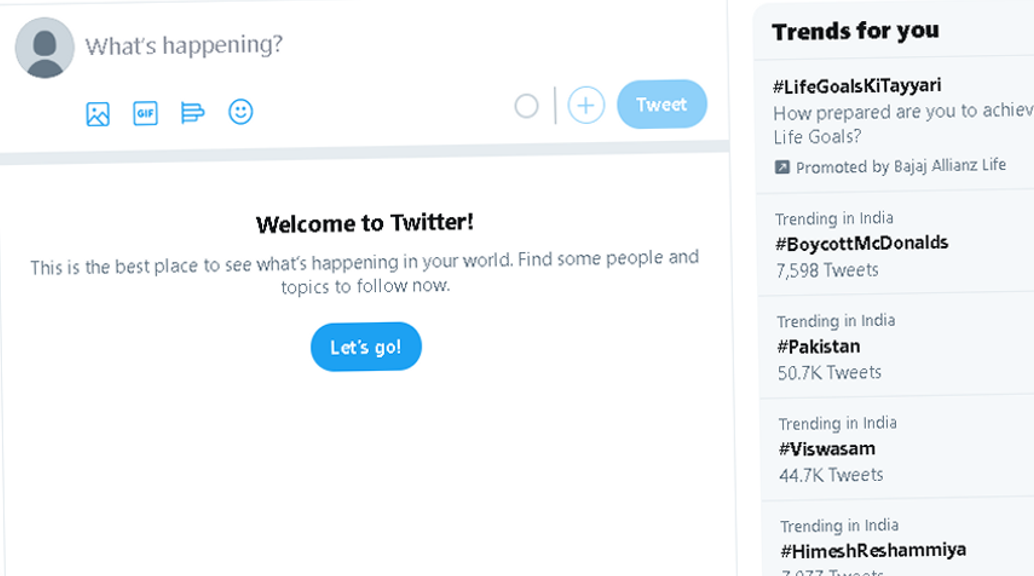 What's happening?
GIF
Tweet
Welcome to Twitter!
This is the best place to see what's happening in your world. Find some people and
topics to follow now.
Let's go!
Trends for you
#LifeGoalsKiTayyari
How prepared are you to achiev
Life Goals?
Promoted by Bajaj Allianz Life
Trending in India
#BoycottMcDonalds
7,598 Tweets
Trending in India
#Pakistan
50.7K Tweets
Trending in India
#Viswasam
44.7K Tweets
Trending in India
#HimeshReshammiya